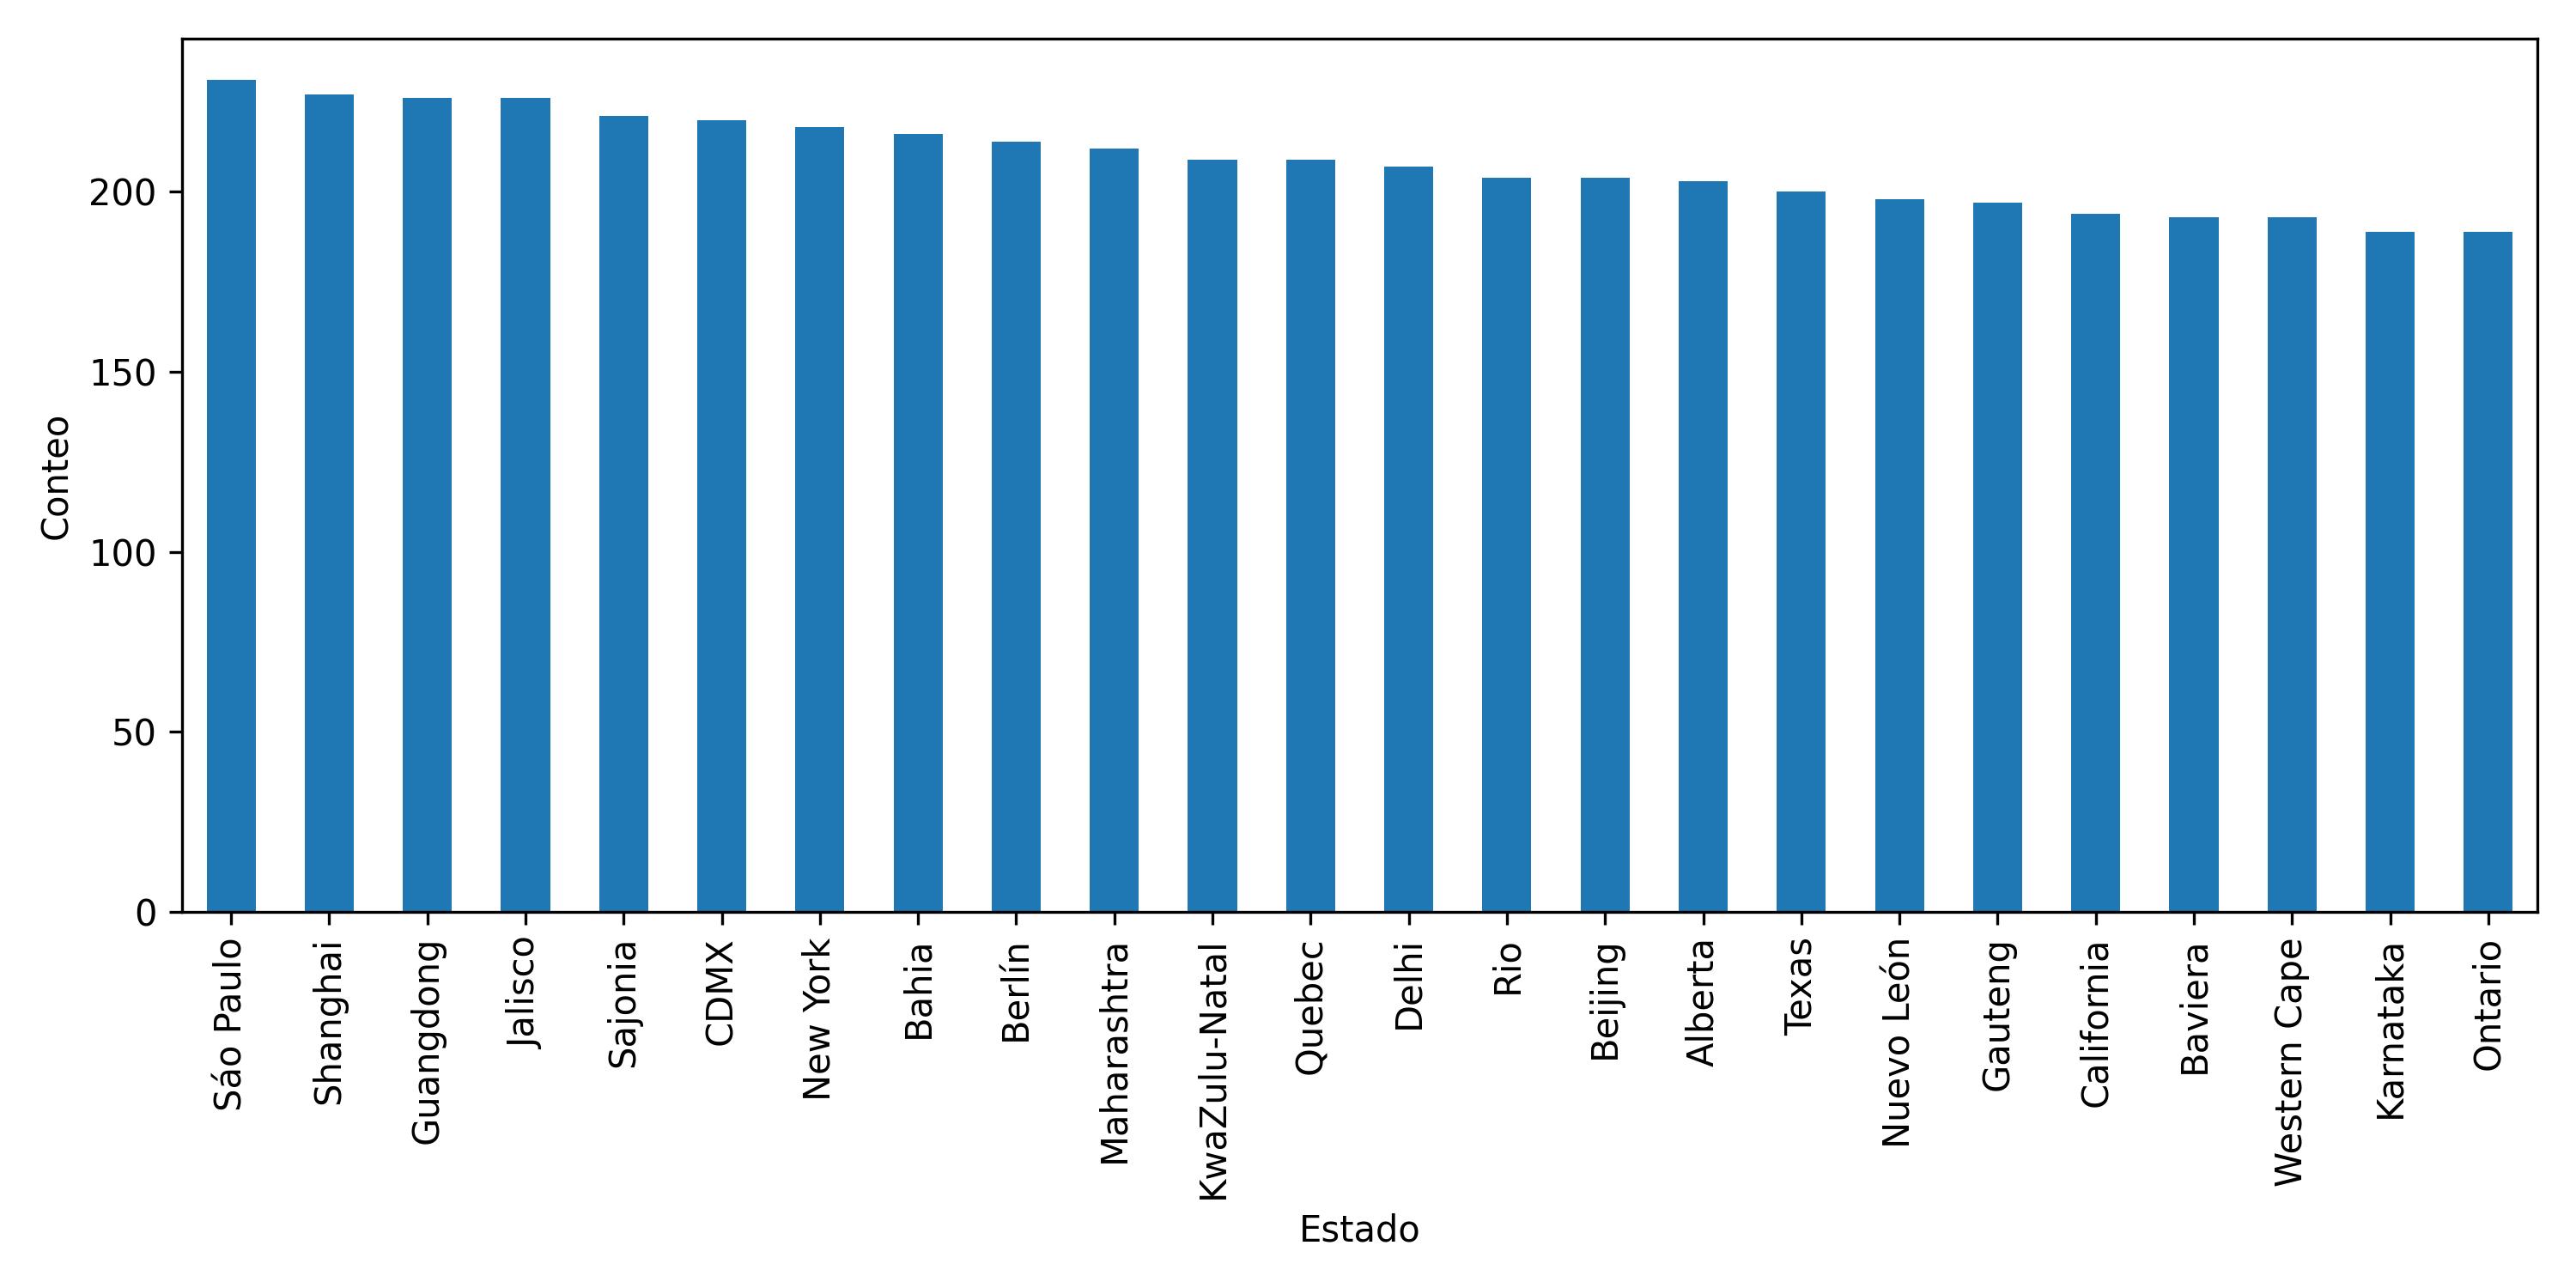 Conteo
200
150
100
50
0
Sáo Paulo
Shanghai
Guangdong
Jalisco
Sajonia
CDMX
New York
Bahia
Berlín
Maharashtra
KwaZulu-Natal
Quebec
Delhi
Rio
Beijing
Alberta
Texas
Nuevo León
Gauteng
California
Baviera
Western Cape
Karnataka
Ontario
Estado